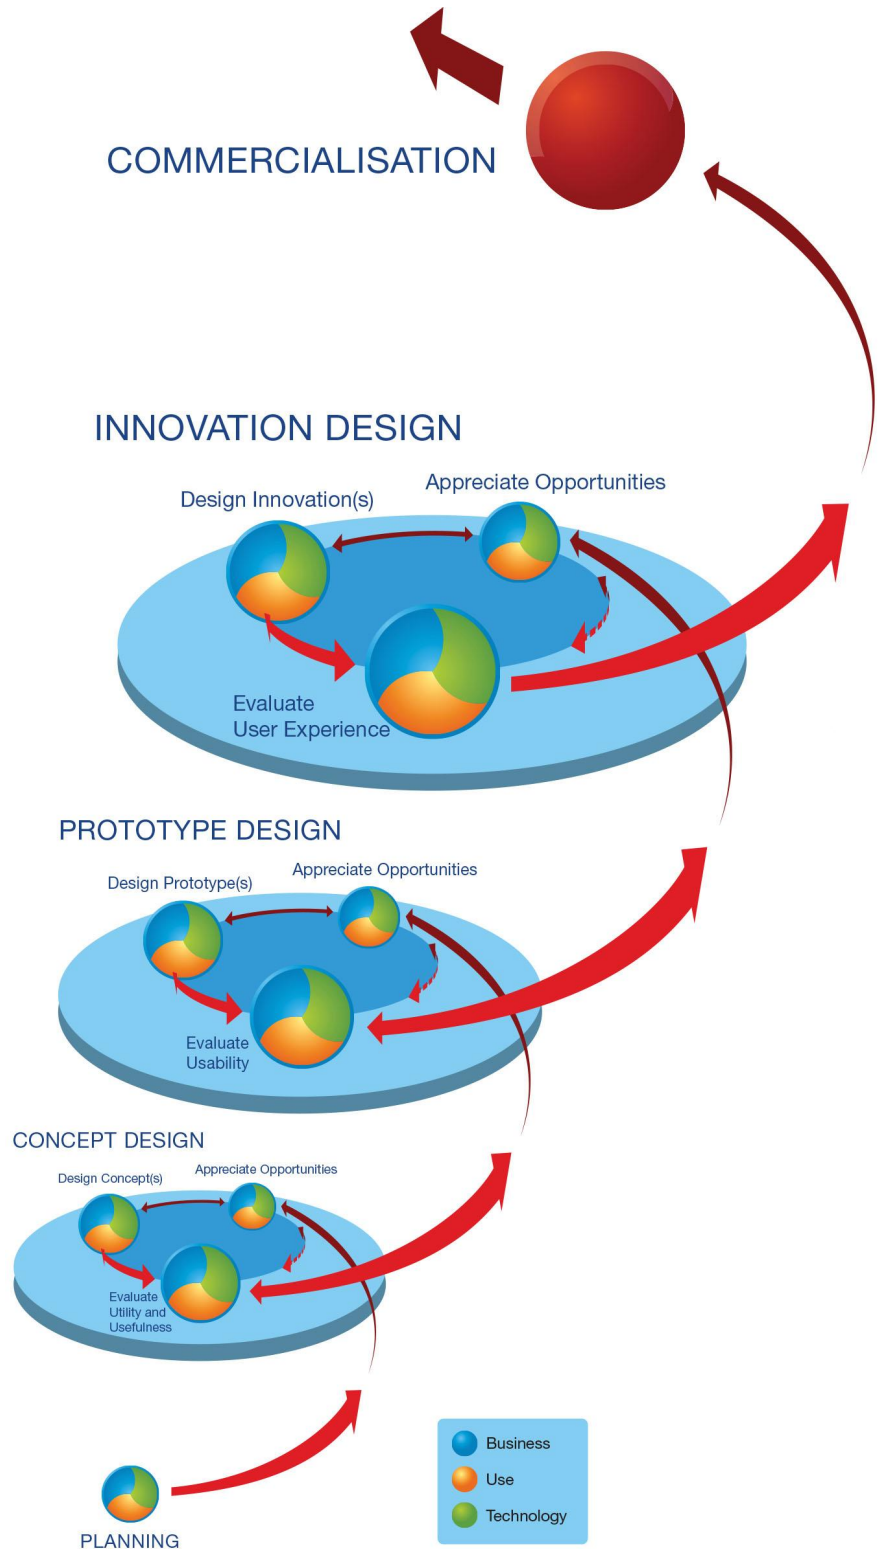 COMMERCIALISATION
INNOVATION DESIGN
Appreciate Opportunities
Design Innovation(s)
Evaluate
User Experience
PROTOTYPE DESIGN
Appreciate Opportunities
Design Prototype(s)
Evaluate
Usability
CONCEPT DESIGN
Appreciate Opportunities
Design Concept(s)
Evaluate
Utility and
Usefulness
Business
Use
Technology
PLANNING